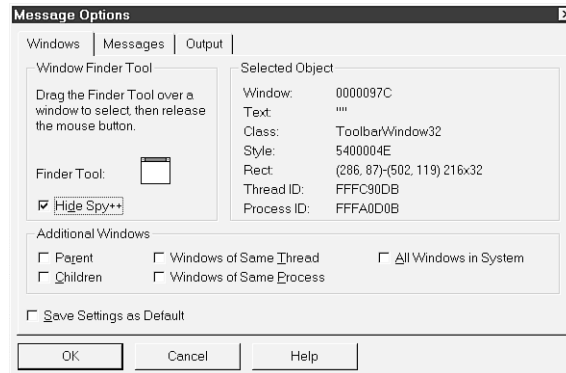 Message Options
Windows
Messages
Output
Window Finder Tool
Drag the Finder Tool over a
window to select, then release
the mouse button.
Finder Tool:
Hide Spy++
Selected Object
Window: 0000097C
Text: ""
Class: ToolbarWindow32
Style: 5400004E
Rect: (286, 87)-(502, 119) 216x32
Thread ID: FFFC90DB
Process ID: FFFA0D0B
Additional Windows
Parent
Windows of Same Thread
All Windows in System
Children
Windows of Same Process
Save Settings as Default
OK
Cancel
Help